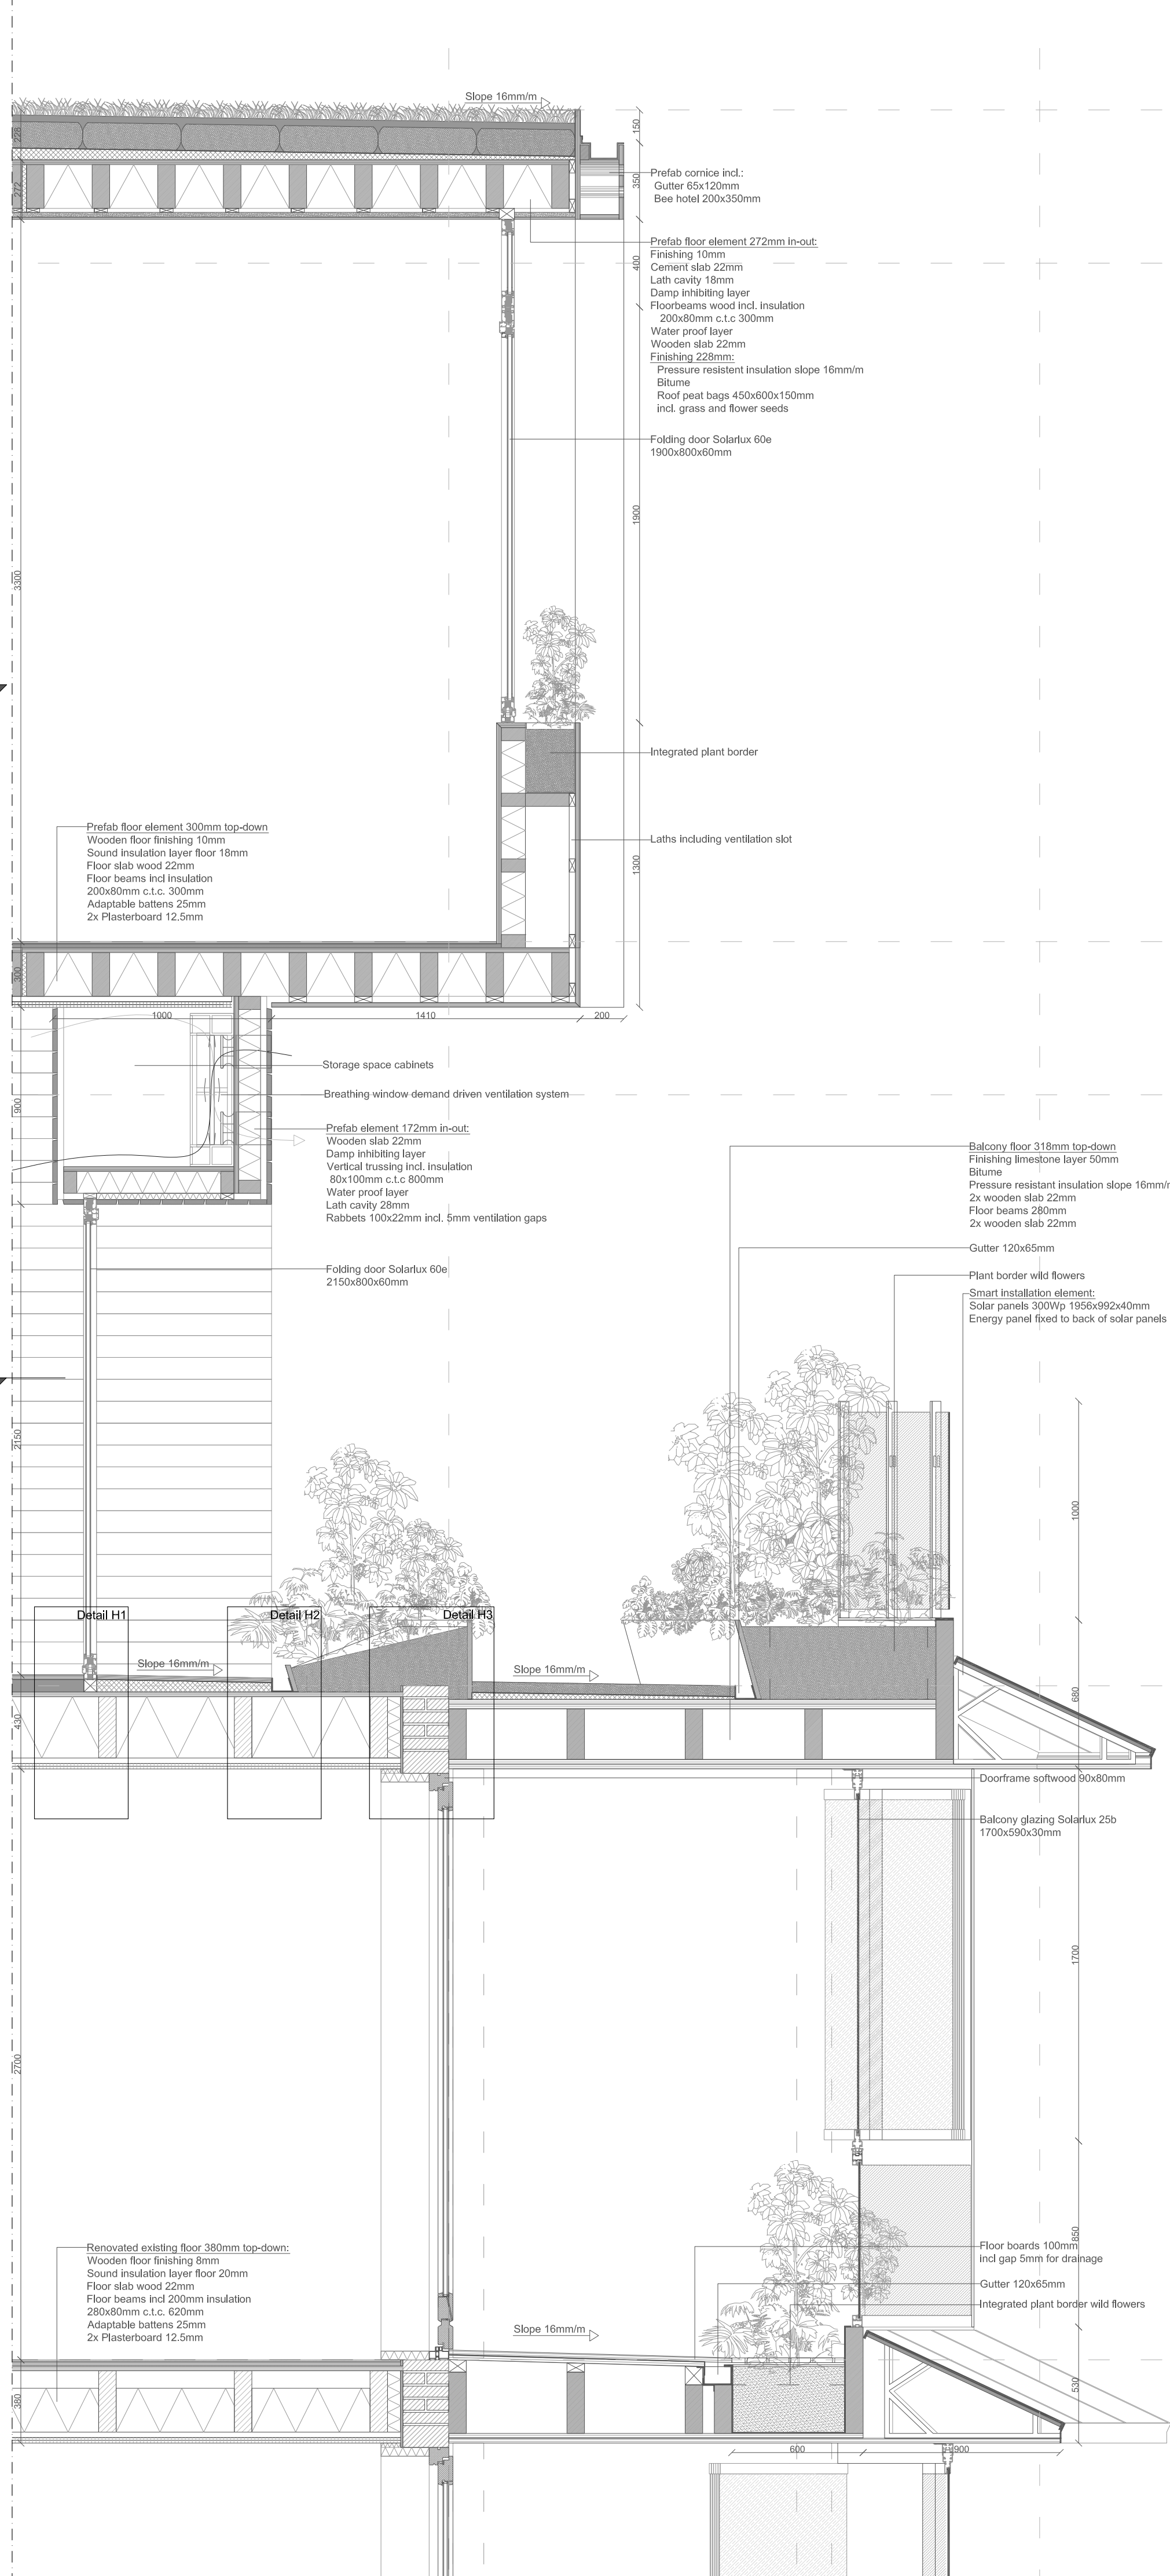 Slope 16mm/m
228
272
150
350
400
1900
1300
3300
Prefab cornice incl.:
Gutter 65x120mm
Bee hotel 200x350mm
Prefab floor element 272mm in-out:
Finishing 10mm
Cement slab 22mm
Lath cavity 18mm
Damp inhibiting layer
Floorbeams wood incl. insulation
200x80mm c.t.c 300mm
Water proof layer
Wooden slab 22mm
Finishing 228mm:
Pressure resistent insulation slope 16mm/m
Bitume
Roof peat bags 450x600x150mm
incl. grass and flower seeds
Folding door Solarlux 60e
1900x800x60mm
Integrated plant border
Laths including ventilation slot
Prefab floor element 300mm top-down
Wooden floor finishing 10mm
Sound insulation layer floor 18mm
Floor slab wood 22mm
Floor beams incl insulation
200x80mm c.t.c. 300mm
Adaptable battens 25mm
2x Plasterboard 12,5mm
300
1000
1410
200
900
Storage space cabinets
Breathing window demand driven ventilation system
Prefab element 172mm in-out:
Wooden slab 22mm
Damp inhibiting layer
Vertical trussing incl. insulation
80x100mm c.t.c 800mm
Water proof layer
Lath cavity 28mm
Rabbets 100x22mm incl. 5mm ventilation gaps
Folding door Solarlux 60e
2150x800x60mm
Balcony floor 318mm top-down
Finishing limestone layer 50mm
Bitume
Pressure resistant insulation slope 16mm/r
2x wooden slab 22mm
Floor beams 280mm
2x wooden slab 22mm
Gutter 120x65mm
Plant border wild flowers
Smart installation element:
Solar panels 300Wp 1956x992x40mm
Energy panel fixed to back of solar panels
2150
1000
Detail H1
Detail H2
Detail H3
Slope 16mm/m
Slope 16mm/m
430
680
Doorframe softwood 90x80mm
Balcony glazing Solarlux 25b
1700x590x30mm
1700
2700
850
Renovated existing floor 380mm top-down:
Wooden floor finishing 8mm
Sound insulation layer floor 20mm
Floor slab wood 22mm
Floor beams incl 200mm insulation
280x80mm c.t.c. 620mm
Adaptable battens 25mm
2x Plasterboard 12.5mm
Floor boards 100mm
incl gap 5mm for drainage
Gutter 120x65mm
Integrated plant border wild flowers
Slope 16mm/m
380
530
600
900